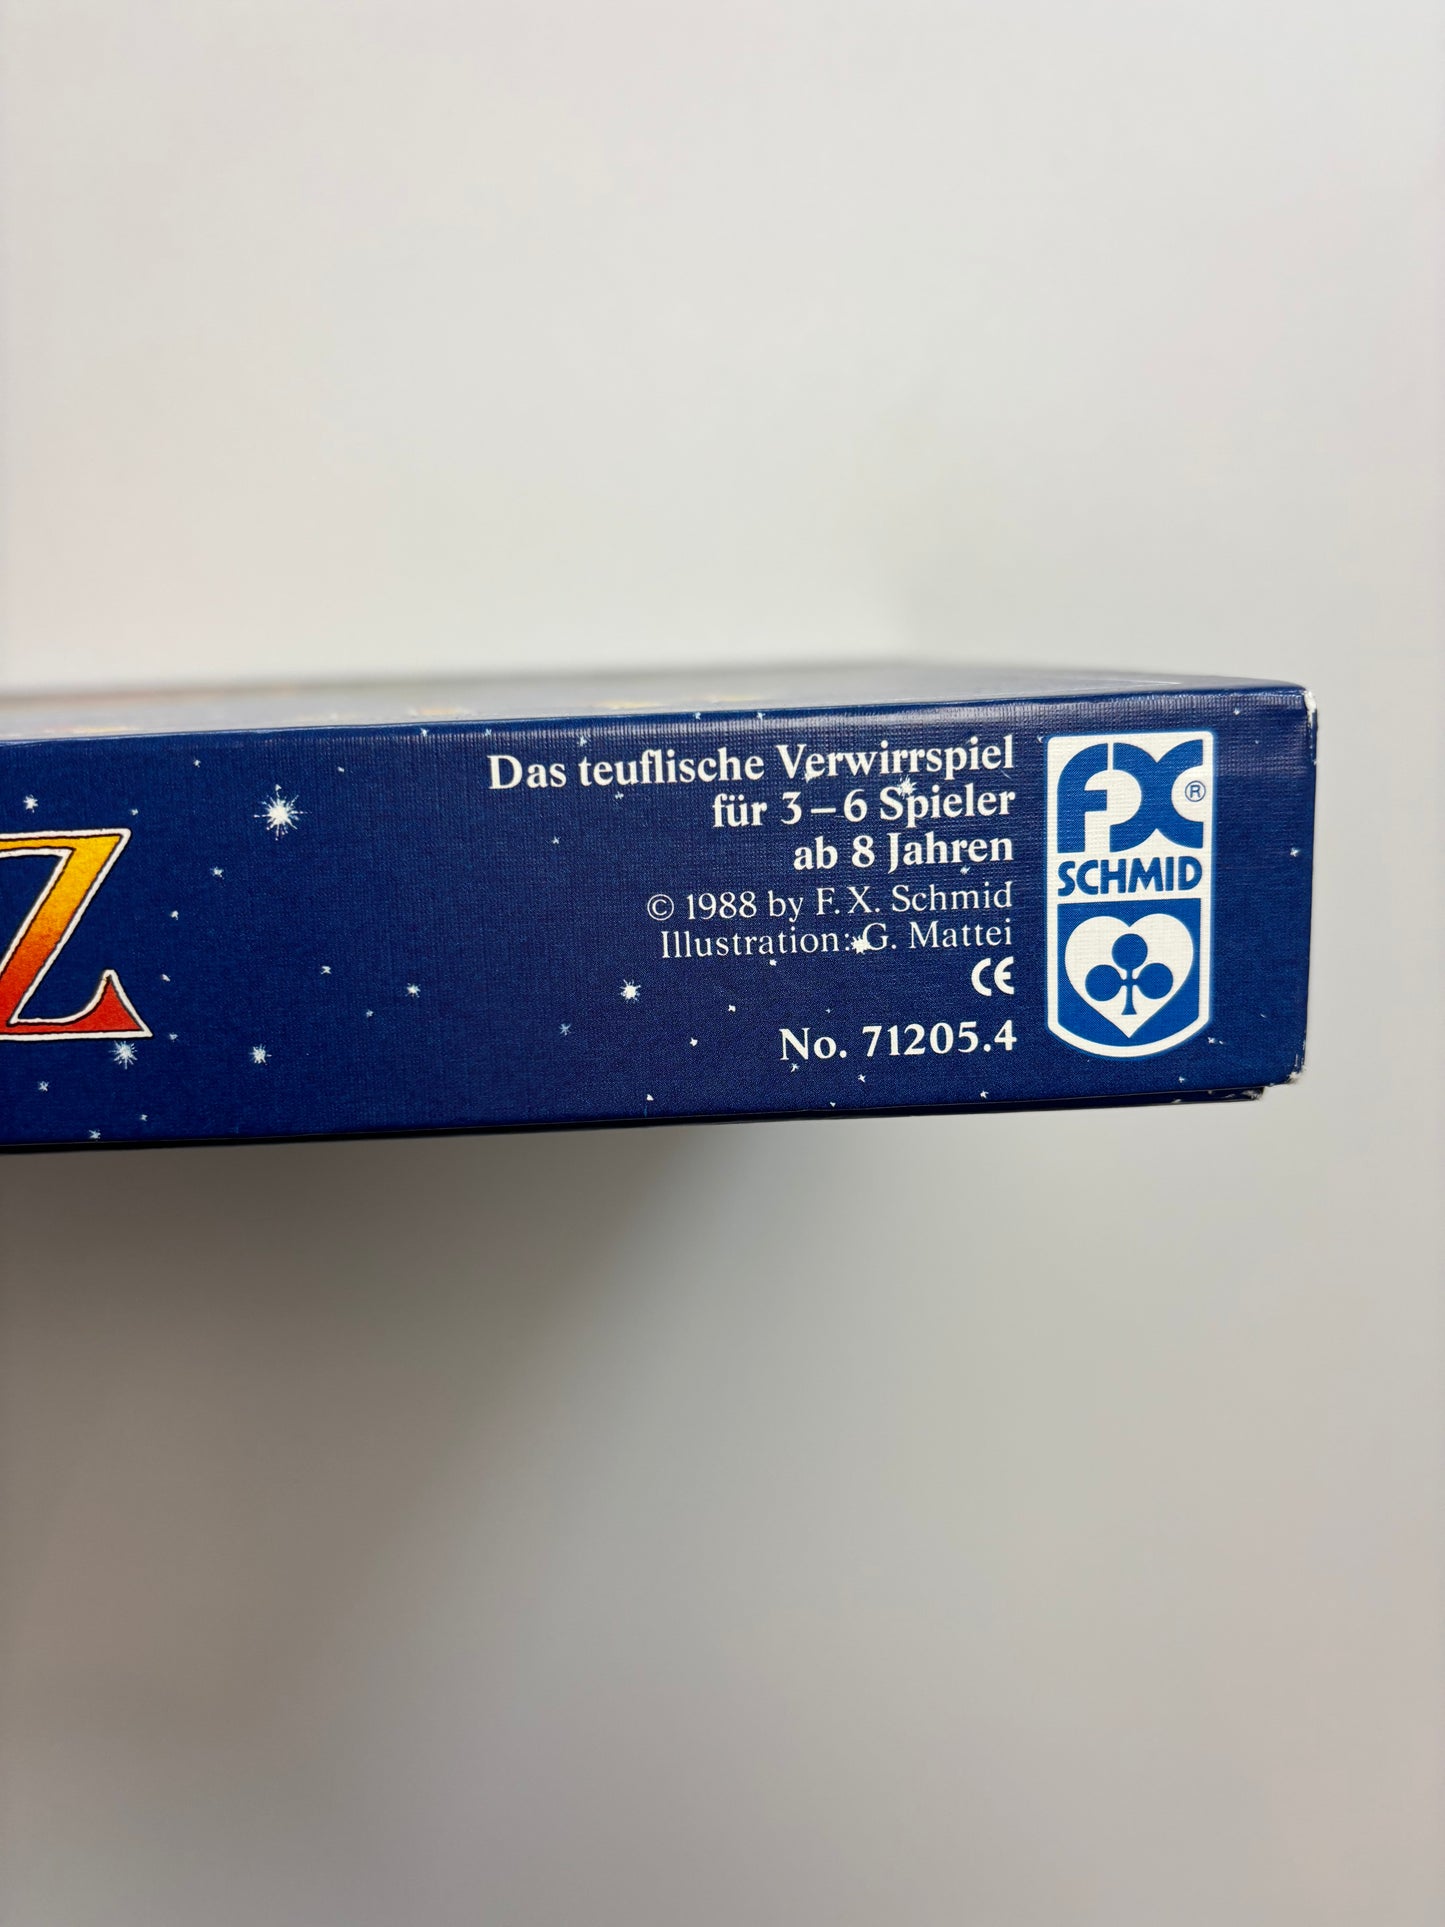 Z
Das teuflische Verwirrspiel
für 3–6 Spieler
ab 8 Jahren
© 1988 by F. X. Schmid
Illustration: G. Mattei
CE
No. 71205.4
FX ®
SCHMID